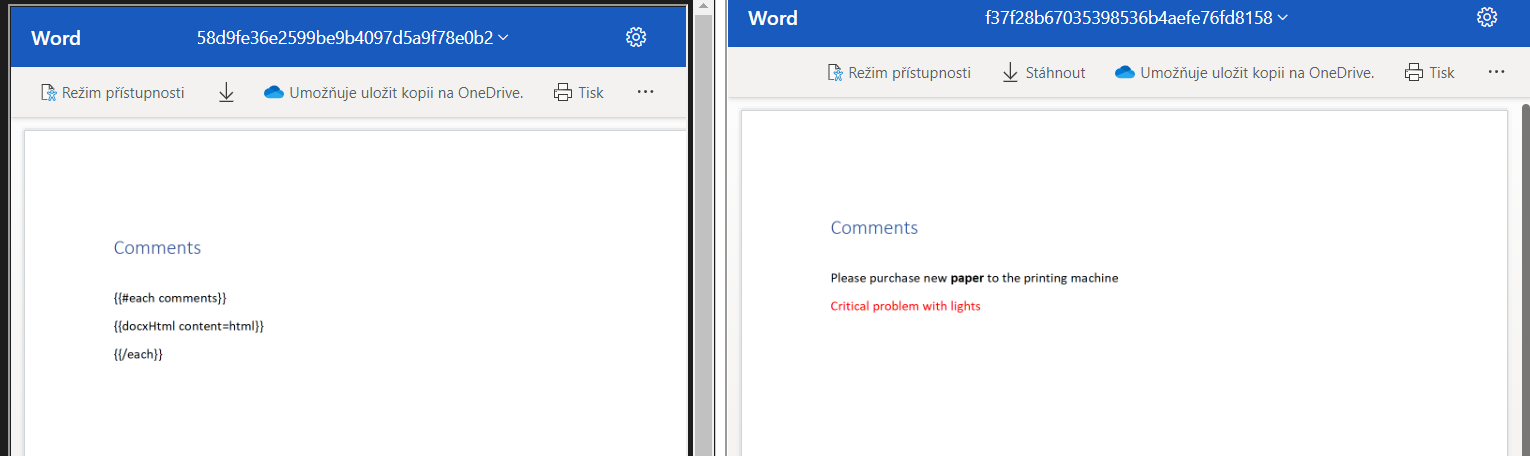 Word 58d9fe36e2599be9b4097d5a9f78e0b2
Režim přístupnosti Umožňuje uložit kopii na OneDrive. Tisk ...
Comments
{{#each comments}}
{{docxHtml content=html}}
{{/each}}
Word f37f28b67035398536b4aefe76fd8158
Režim přístupnosti Stáhnout Umožňuje uložit kopii na OneDrive. Tisk ...
Comments
Please purchase new paper to the printing machine
Critical problem with lights